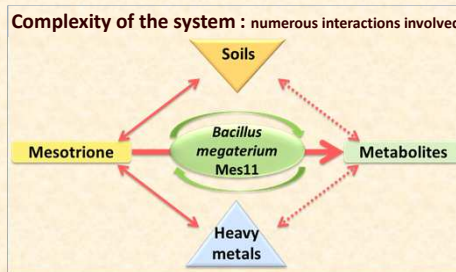 Complexity of the system : numerous interactions involved
Soils
Bacillus
megaterium
Mes11
Mesotrione
Metabolites
Heavy
metals